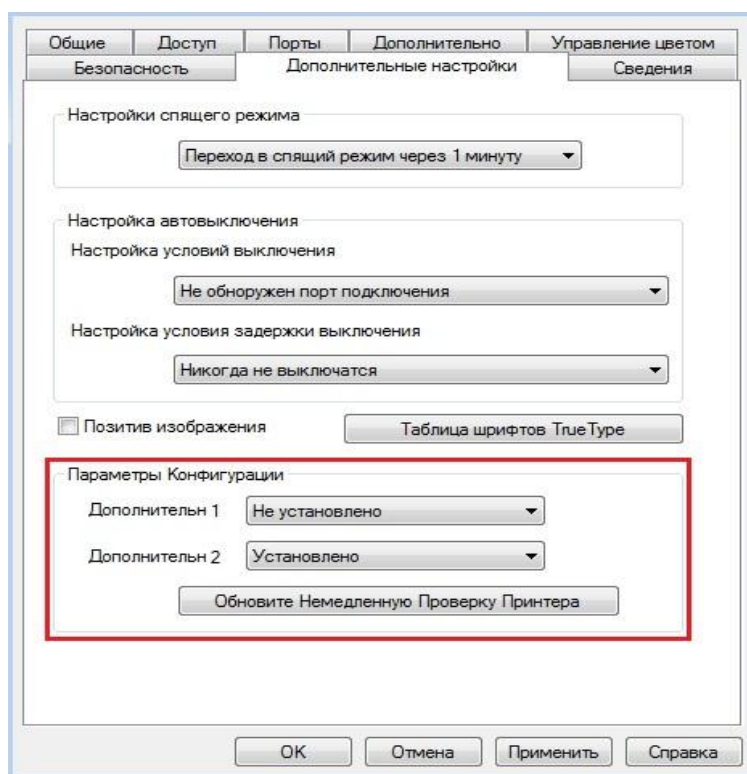 Общие Доступ Порты Дополнительно Управление цветом
Безопасность Дополнительные настройки Сведения
Настройки спящего режима
Переход в спящий режим через 1 минуту
Настройка автовыключения
Настройка условий выключения
Не обноружен порт подключения
Настройка условия задержки выключения
Никогда не выключатся
Позитив изображения Таблица шрифтов TrueType
Параметры Конфигурации
Дополнительн 1 Не установлено
Дополнительн 2 Установлено
Обновите Немедленную Проверку Принтера
OK Отмена Применить Справка